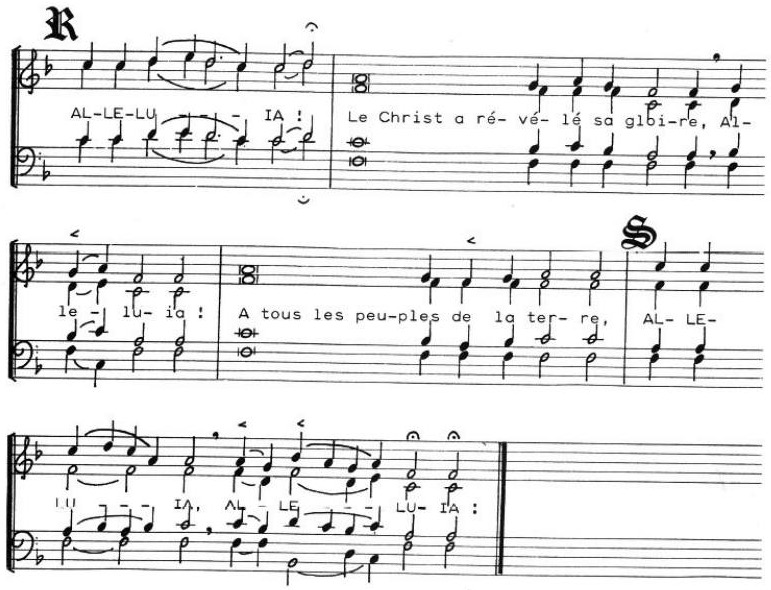 R
AL-LE-LU - - - IA : Le Christ a ré- vé- lé sa gloi-re, Al-
S
le - lu- ia : A tous les peu-ples de la ter- re, AL- LE-
LU - - - IA, AL - LE - - - LU- IA :